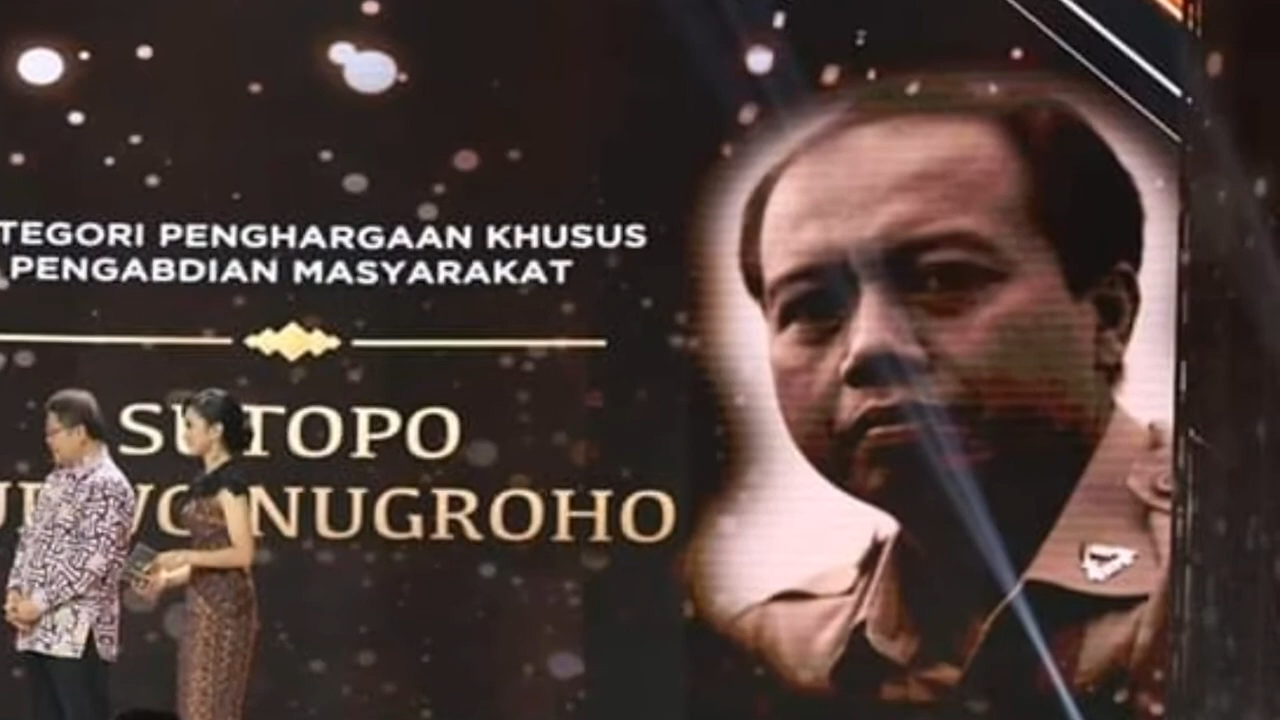 TEGORI PENGHARGAAN KHUSUS
PENGABDIAN MASYARAKAT
SUTOPO
NUGROHO